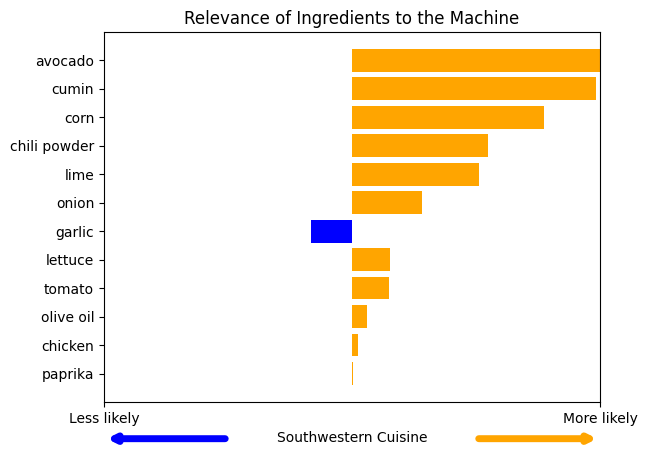 Relevance of Ingredients to the Machine
avocado
cumin
corn
chili powder
lime
onion
garlic
lettuce
tomato
olive oil
chicken
paprika
Less likely
More likely
Southwestern Cuisine